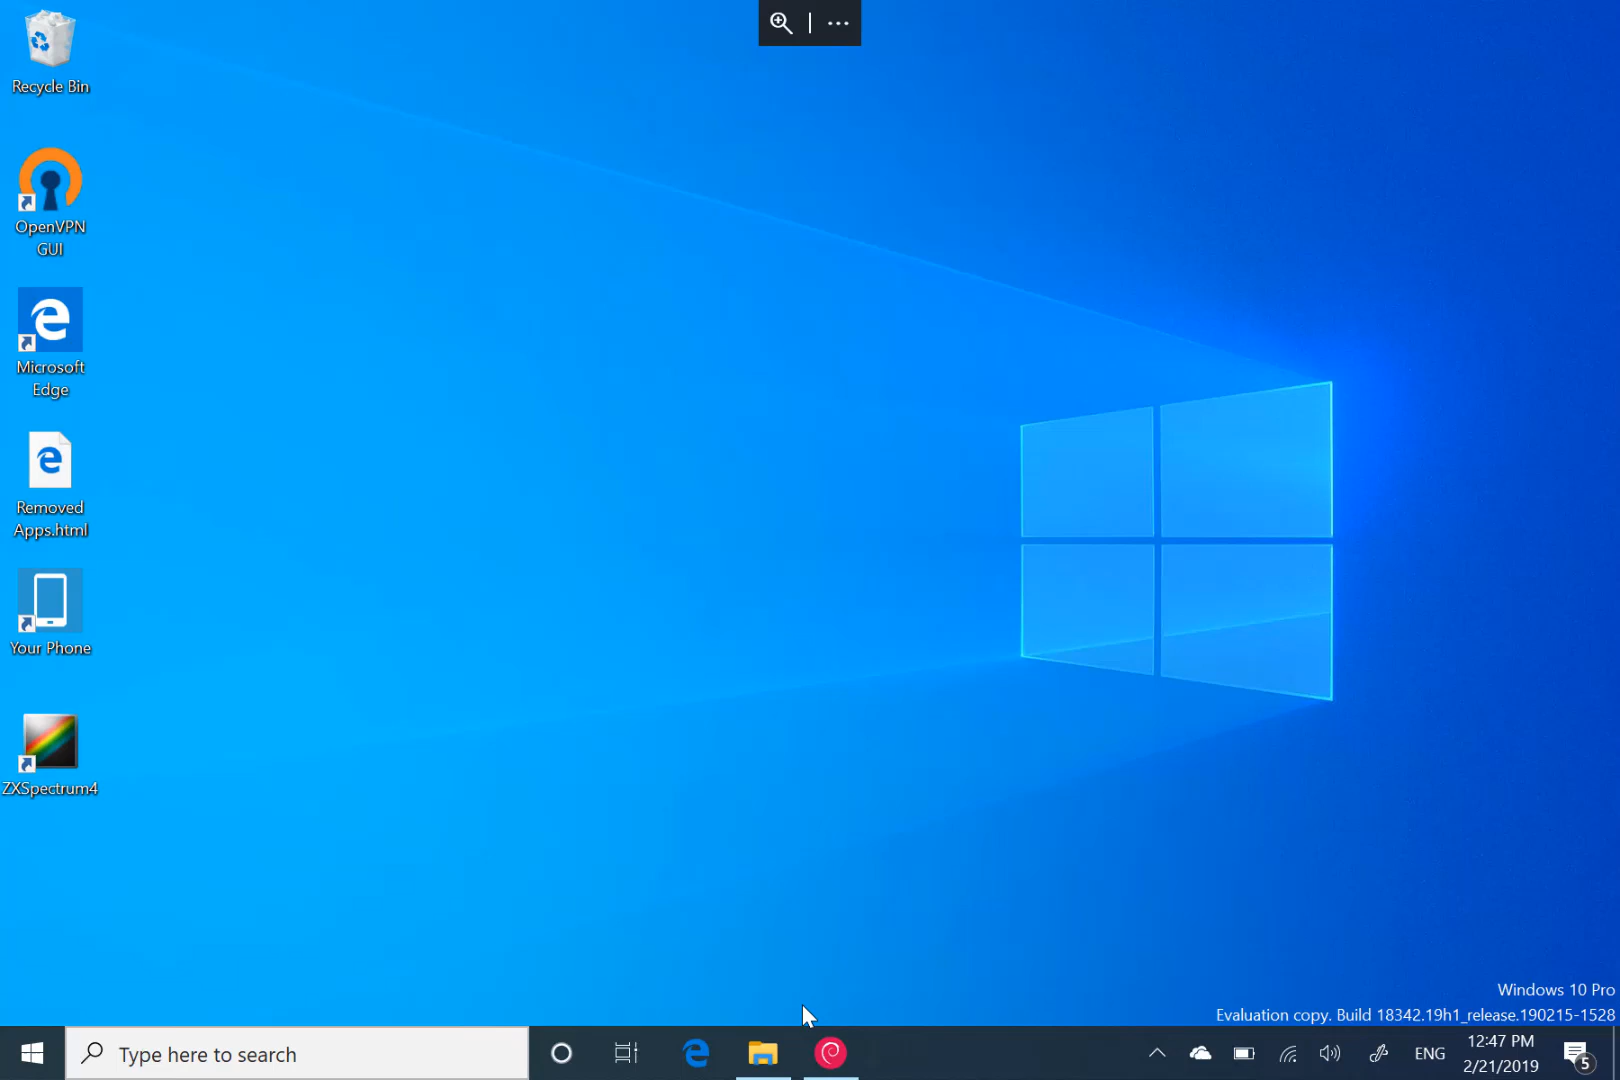 Recycle Bin
OpenVPN
GUI
Microsoft
Edge
Removed
Apps.html
Your Phone
ZXSpectrum4
Windows 10 Pro
Evaluation copy. Build 18342.19h1_release.190215-1528
Type here to search
ENG
12:47 PM
2/21/2019
5